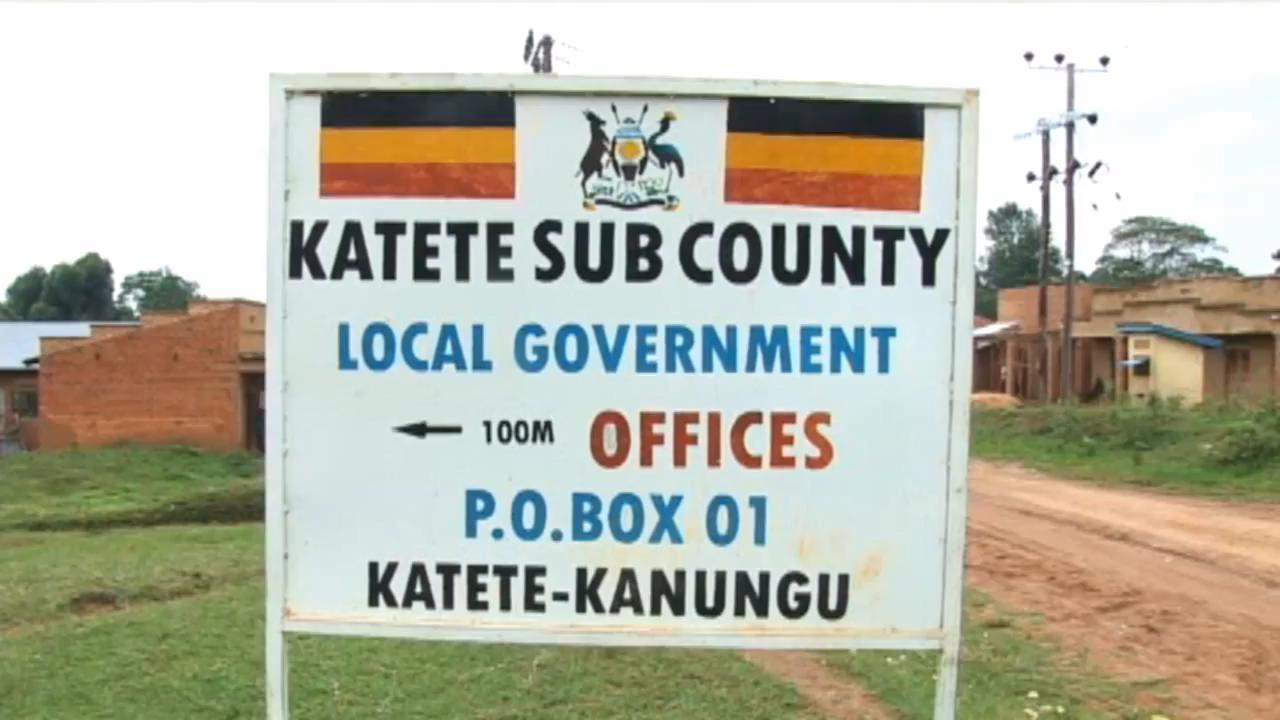 KATETE SUB COUNTY
LOCAL GOVERNMENT
100M OFFICES
P.O.BOX 01
KATETE-KANUNGU